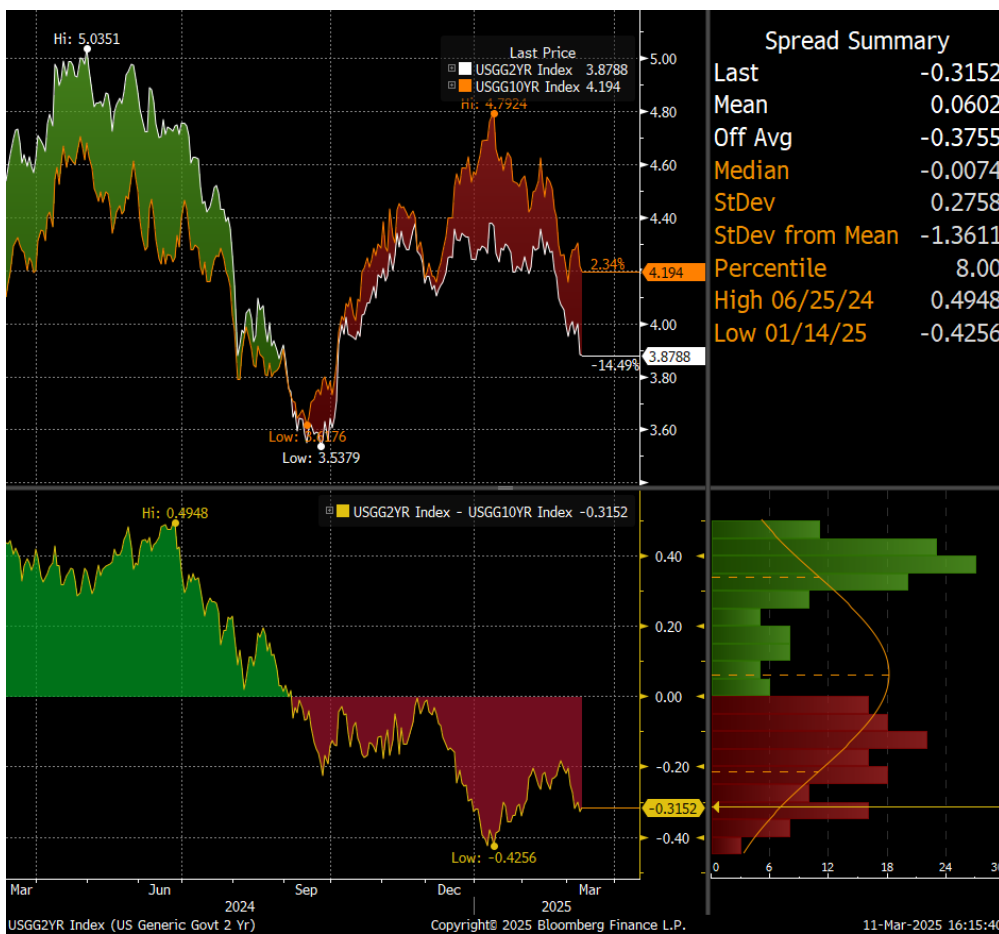 Hi: 5.0351
Last Price
USGG2YR Index 3.8788
USGG10YR Index 4.194
Hi: 4.7924
5.00
4.80
4.60
4.40
2.34%
4.194
4.00
3.8788
-14.49%
3.80
3.60
Low: 3.6176
Low: 3.5379
Spread Summary
Last -0.3152
Mean 0.0602
Off Avg -0.3755
Median -0.0074
StDev 0.2758
StDev from Mean -1.3611
Percentile 8.00
High 06/25/24 0.4948
Low 01/14/25 -0.4256
Hi: 0.4948
USGG2YR Index - USGG10YR Index -0.3152
0.40
0.20
0.00
-0.20
-0.3152
-0.40
Low: -0.4256
0 6 12 18 24
Mar Jun Sep Dec Mar
2024 2025
USGG2YR Index (US Generic Govt 2 Yr) Copyright© 2025 Bloomberg Finance L.P. 11-Mar-2025 16:15:40